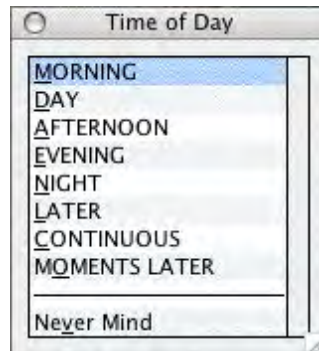 Time of Day
MORNING
DAY
AFTERNOON
EVENING
NIGHT
LATER
CONTINUOUS
MOMENTS LATER
Never Mind